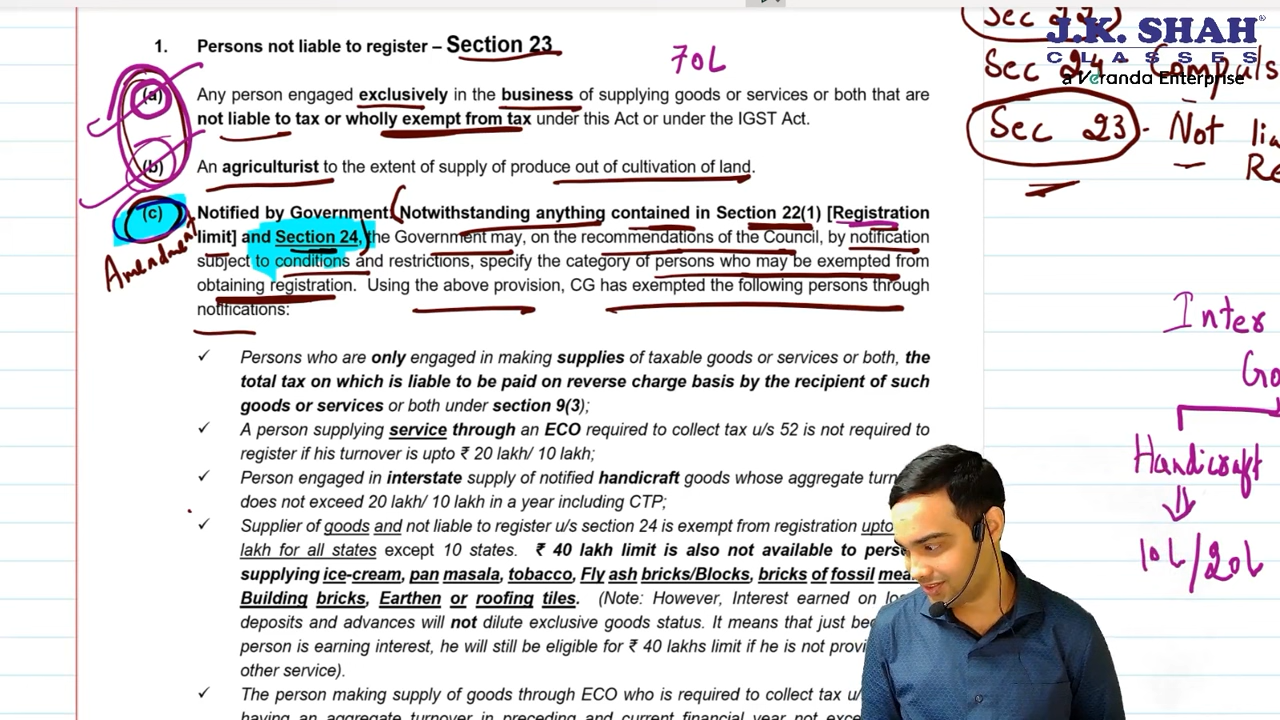 1. Persons not liable to register – Section 23
70L
(a) Any person engaged exclusively in the business of supplying goods or services or both that are
not liable to tax or wholly exempt from tax under this Act or under the IGST Act.
(b) An agriculturist to the extent of supply of produce out of cultivation of land.
(c) Notified by Government: (Notwithstanding anything contained in Section 22(1) [Registration
limit] and Section 24,) the Government may, on the recommendations of the Council, by notification
subject to conditions and restrictions, specify the category of persons who may be exempted from
obtaining registration. Using the above provision, CG has exempted the following persons through
notifications:
Amendment
✓ Persons who are only engaged in making supplies of taxable goods or services or both, the
total tax on which is liable to be paid on reverse charge basis by the recipient of such
goods or services or both under section 9(3);
✓ A person supplying service through an ECO required to collect tax u/s 52 is not required to
register if his turnover is upto ₹ 20 lakh/ 10 lakh;
✓ Person engaged in interstate supply of notified handicraft goods whose aggregate
does not exceed 20 lakh/ 10 lakh in a year including CTP;
✓ Supplier of goods and not liable to register u/s section 24 is exempt from registration upto
lakh for all states except 10 states. ₹ 40 lakh limit is also not available to
supplying ice-cream, pan masala, tobacco, Fly ash bricks/Blocks, bricks of fossil
Building bricks, Earthen or roofing tiles. (Note: However, Interest earned on
deposits and advances will not dilute exclusive goods status. It means that just
person is earning interest, he will still be eligible for ₹ 40 lakhs limit if he is not
other service).
✓ The person making supply of goods through ECO who is required to collect tax
having an aggregate turnover in preceding and current financial year not
Sec 22
J.K. SHAH®
CLASSES
a Veranda Enterprise
Sec 24
Sec 23 - Not
Inter
Handicraft
10L/20L